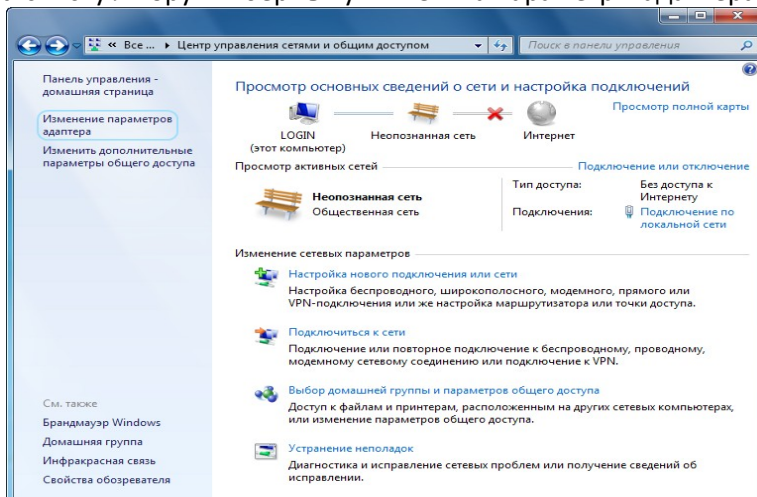 Все ... ▸ Центр управления сетями и общим доступом
Поиск в панели управления
Панель управления -
домашняя страница
Изменение параметров
адаптера
Изменить дополнительные
параметры общего доступа
См. также
Брандмауэр Windows
Домашняя группа
Инфракрасная связь
Свойства обозревателя
Просмотр основных сведений о сети и настройка подключений
Просмотр полной карты
LOGIN
(этот компьютер)
Неопознанная сеть
Интернет
Просмотр активных сетей
Подключение или отключение
Неопознанная сеть
Общественная сеть
Тип доступа:
Без доступа к
Интернету
Подключения:
Подключение по
локальной сети
Изменение сетевых параметров
Настройка нового подключения или сети
Настройка беспроводного, широкополосного, модемного, прямого или
VPN-подключения или же настройка маршрутизатора или точки доступа.
Подключиться к сети
Подключение или повторное подключение к беспроводному, проводному,
модемному сетевому соединению или подключение к VPN.
Выбор домашней группы и параметров общего доступа
Доступ к файлам и принтерам, расположенным на других сетевых компьютерах,
или изменение параметров общего доступа.
Устранение неполадок
Диагностика и исправление сетевых проблем или получение сведений об
исправлении.